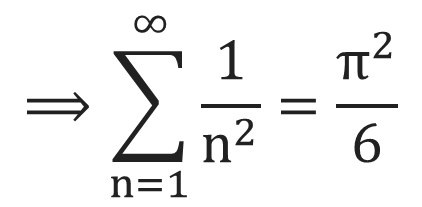 ⟹ ∑_{n=1}^{∞} 1/n² = π²/6